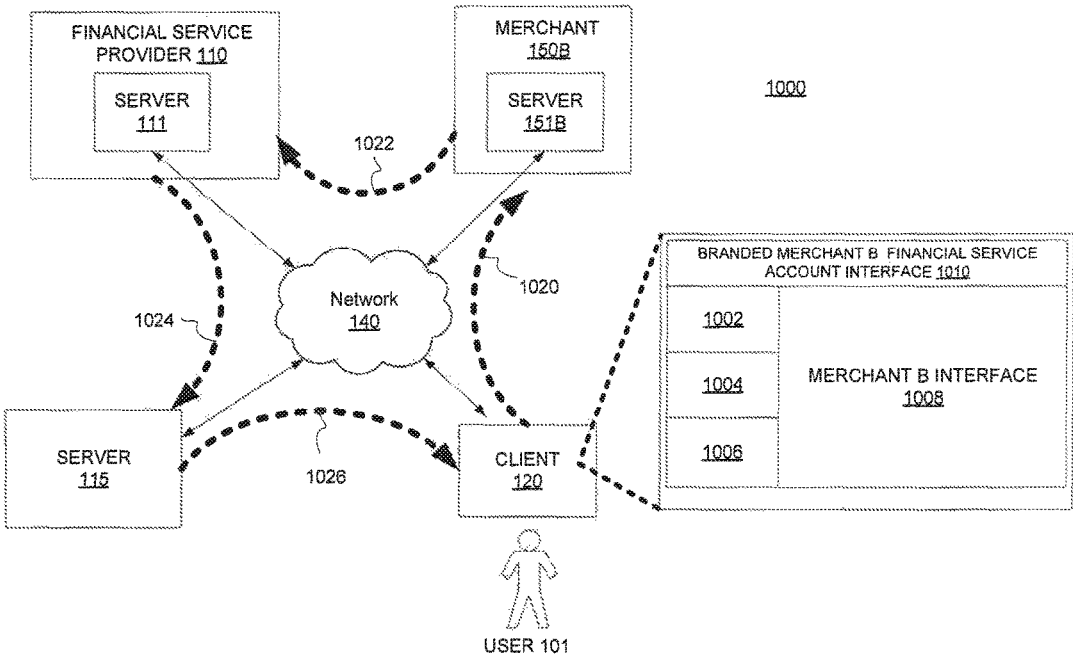 FINANCIAL SERVICE
PROVIDER 110
SERVER
111
MERCHANT
150B
SERVER
151B
1000
1022
1020
Network
140
1024
BRANDED MERCHANT B FINANCIAL SERVICE
ACCOUNT INTERFACE 1010
1002
1004
1006
MERCHANT B INTERFACE
1008
SERVER
115
1026
CLIENT
120
USER 101